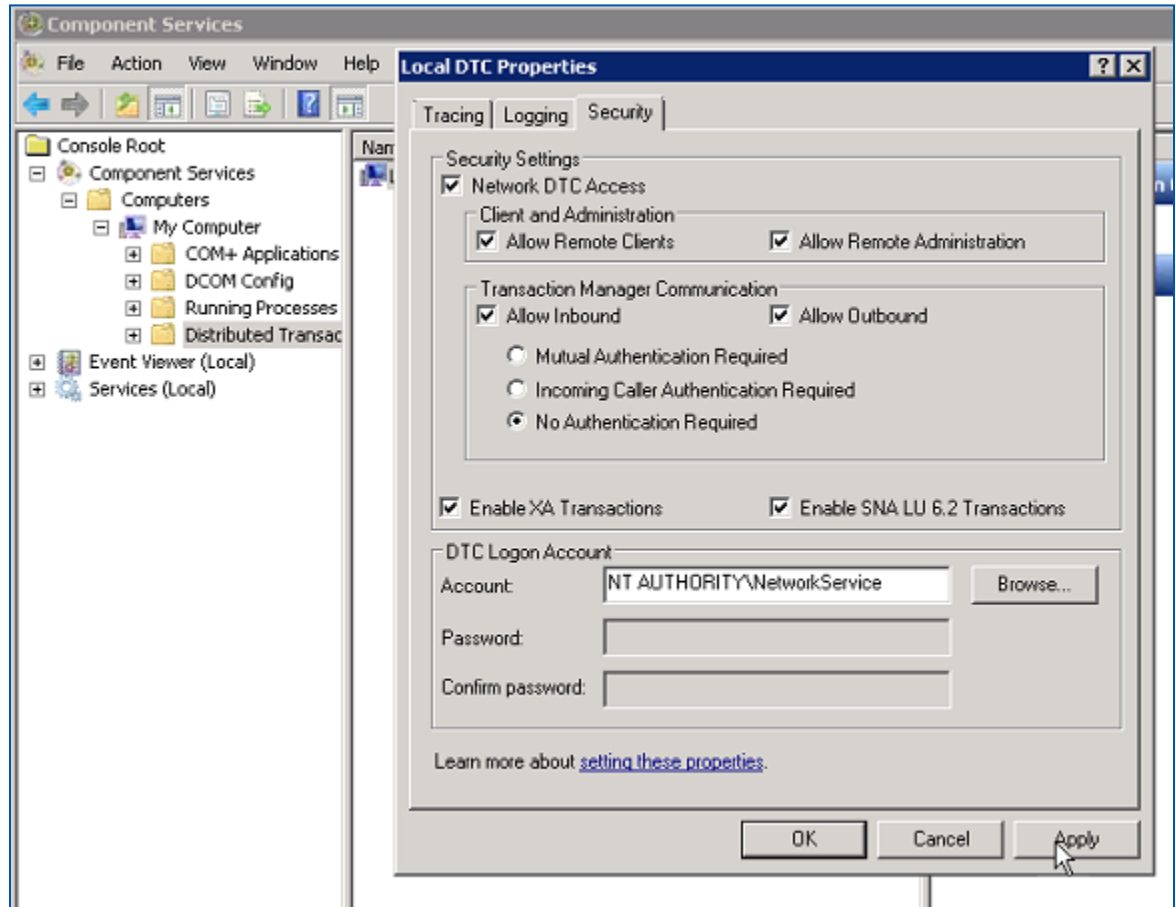 Component Services
File Action View Window Help
Local DTC Properties
Tracing Logging Security
Console Root
Component Services
Computers
My Computer
COM+ Applications
DCOM Config
Running Processes
Distributed Transac
Event Viewer (Local)
Services (Local)
Nam
Security Settings
Network DTC Access
Client and Administration
Allow Remote Clients Allow Remote Administration
Transaction Manager Communication
Allow Inbound Allow Outbound
Mutual Authentication Required
Incoming Caller Authentication Required
No Authentication Required
Enable XA Transactions Enable SNA LU 6.2 Transactions
DTC Logon Account
Account: NT AUTHORITY\NetworkService Browse...
Password:
Confirm password:
Learn more about setting these properties.
OK Cancel Apply